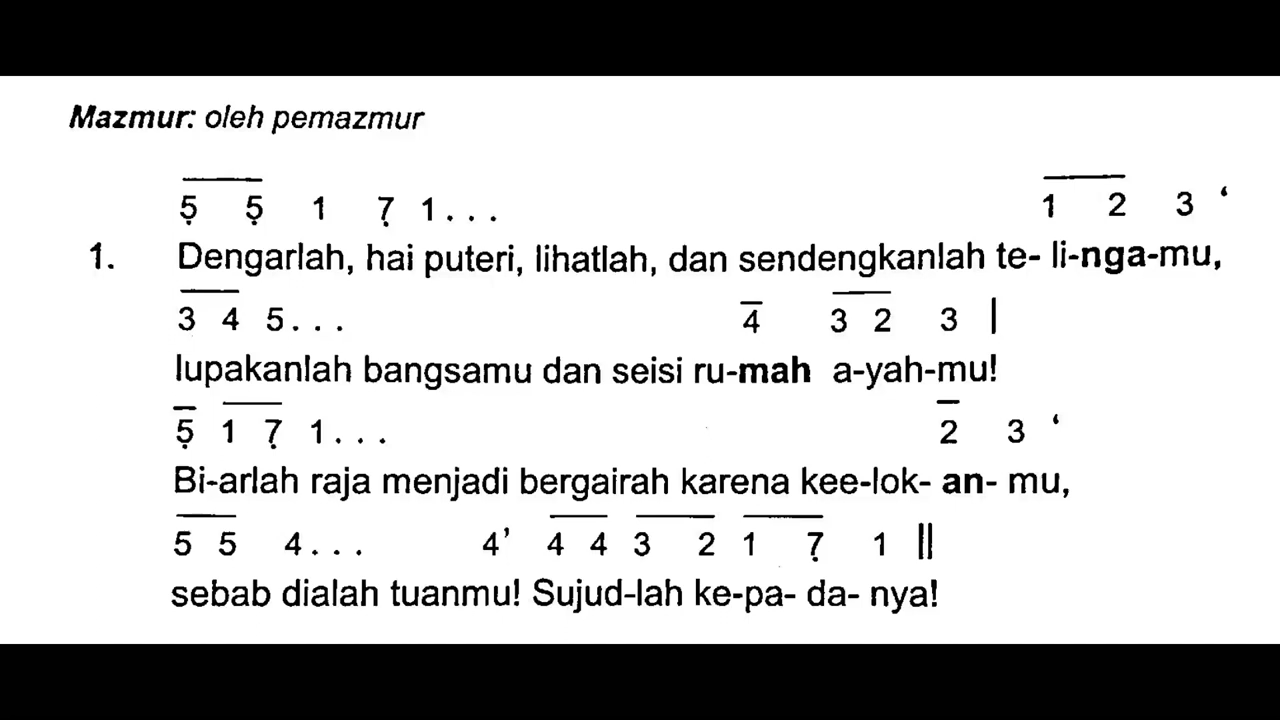 Mazmur: oleh pemazmur
5̣ 5̣ 1 7̣ 1 . . . 1 2 3 ‘
1. Dengarlah, hai puteri, lihatlah, dan sendengkanlah te- li-nga-mu,
3 4 5 . . . 4 3 2 3 |
lupakanlah bangsamu dan seisi ru-mah a-yah-mu!
5̣ 1 7̣ 1 . . . 2 3 ‘
Bi-arlah raja menjadi bergairah karena kee-lok- an- mu,
5 5 4 . . . 4’ 4 4 3 2 1 7̣ 1 ||
sebab dialah tuanmu! Sujud-lah ke-pa- da- nya!